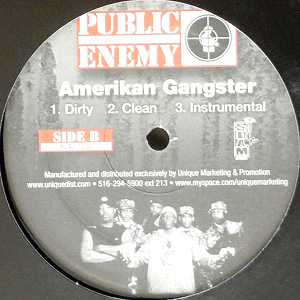 PUBLIC
ENEMY
Amerikan Gangster
1. Dirty 2. Clean 3. Instrumental
SIDE B
Manufactured and distributed exclusively by Unique Marketing & Promotion
www.uniquedist.com • 516-294-5900 ext 213 • www.myspace.com/uniquemarketing